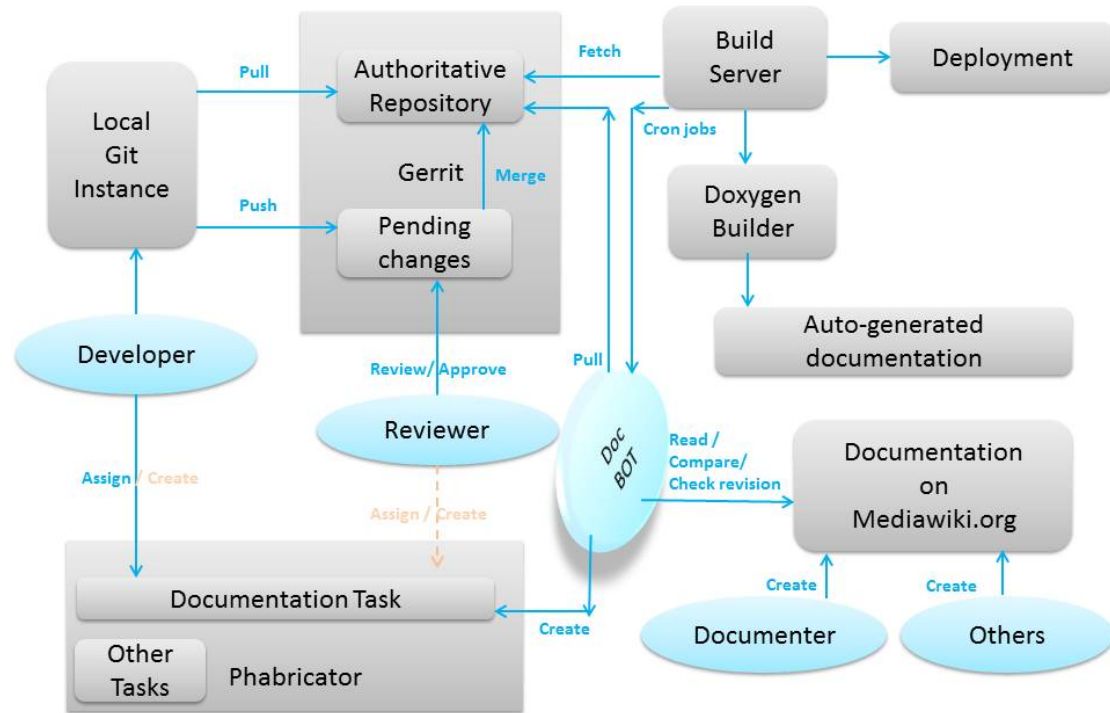 Build
Server
Deployment
Fetch
Pull
Authoritative
Repository
Local
Git
Instance
Cron jobs
Gerrit
Merge
Doxygen
Builder
Push
Pending
changes
Auto-generated
documentation
Developer
Review/ Approve
Pull
Reviewer
Doc
BOT
Read /
Compare/
Check revision
Documentation
on
Mediawiki.org
Assign / Create
Assign / Create
Documentation Task
Create
Create
Create
Documenter
Others
Other
Tasks
Phabricator